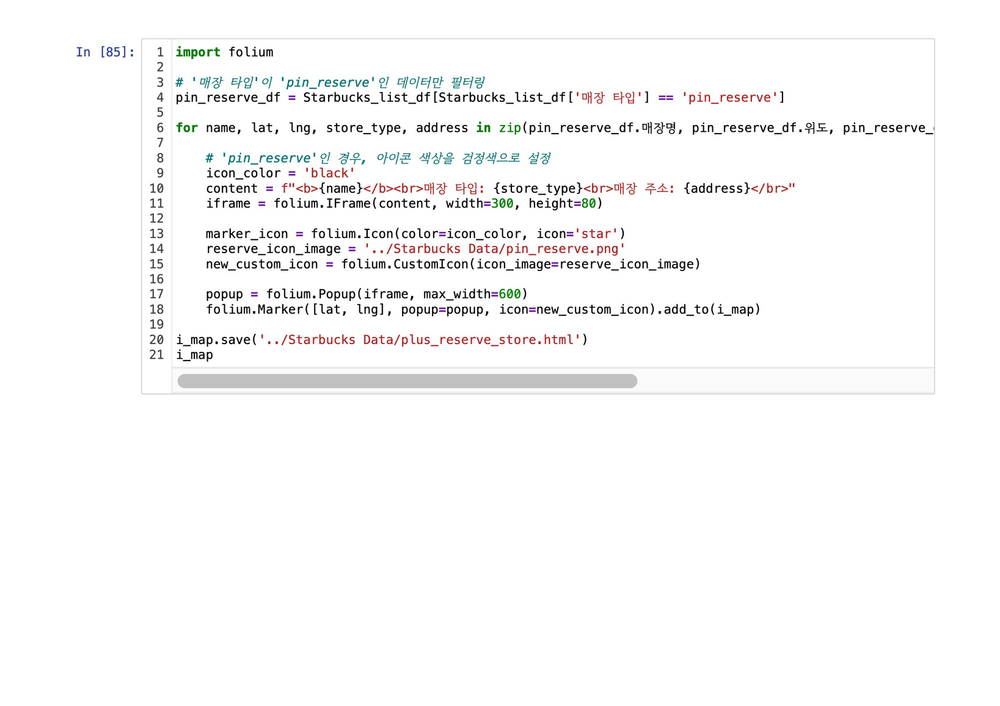 In [85]:
1 import folium
2
3 # '매장 타입'이 'pin_reserve'인 데이터만 필터링
4 pin_reserve_df = Starbucks_list_df[Starbucks_list_df['매장 타입'] == 'pin_reserve']
5
6 for name, lat, lng, store_type, address in zip(pin_reserve_df.매장명, pin_reserve_df.위도, pin_reserve_
7
8     # 'pin_reserve'인 경우, 아이콘 색상을 검정색으로 설정
9     icon_color = 'black'
10     content = f"<b>{name}</b><br>매장 타입: {store_type}<br>매장 주소: {address}</br>"
11     iframe = folium.IFrame(content, width=300, height=80)
12
13     marker_icon = folium.Icon(color=icon_color, icon='star')
14     reserve_icon_image = '../Starbucks Data/pin_reserve.png'
15     new_custom_icon = folium.CustomIcon(icon_image=reserve_icon_image)
16
17     popup = folium.Popup(iframe, max_width=600)
18     folium.Marker([lat, lng], popup=popup, icon=new_custom_icon).add_to(i_map)
19
20 i_map.save('../Starbucks Data/plus_reserve_store.html')
21 i_map